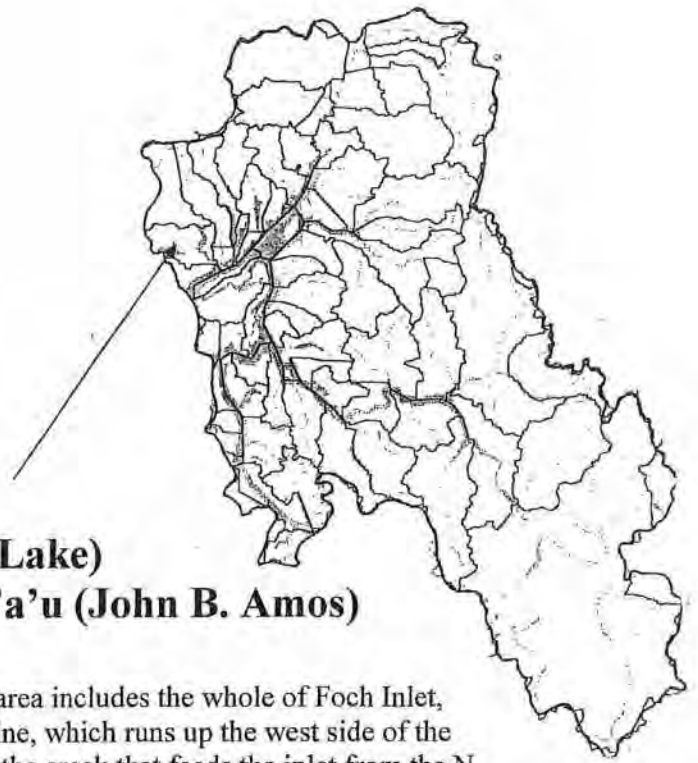 Lake)
'a'u (John B. Amos)
area includes the whole of Foch Inlet,
ine, which runs up the west side of the
the creek that feeds the inlet from the N